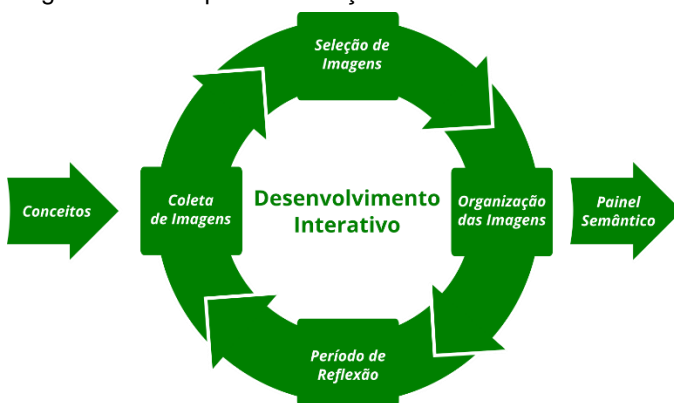 Seleção de
Imagens
Conceitos
Coleta
de Imagens
Desenvolvimento
Interativo
Organização
das Imagens
Painel
Semântico
Período de
Reflexão